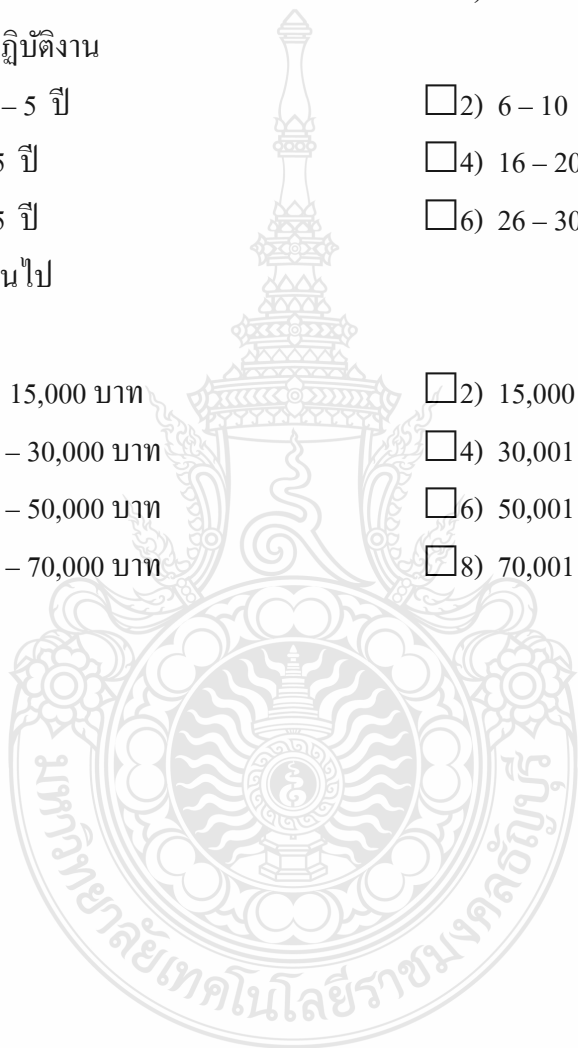 ฏิบัติงาน
– 5 ปี ☐2) 6 – 10
5 ปี ☐4) 16 – 20
5 ปี ☐6) 26 – 30
นไป
15,000 บาท ☐2) 15,000
– 30,000 บาท ☐4) 30,001
– 50,000 บาท ☐6) 50,001
– 70,000 บาท ☐8) 70,001
มหาวิทยาลัยเทคโนโลยีราชมงคลธัญบุรี